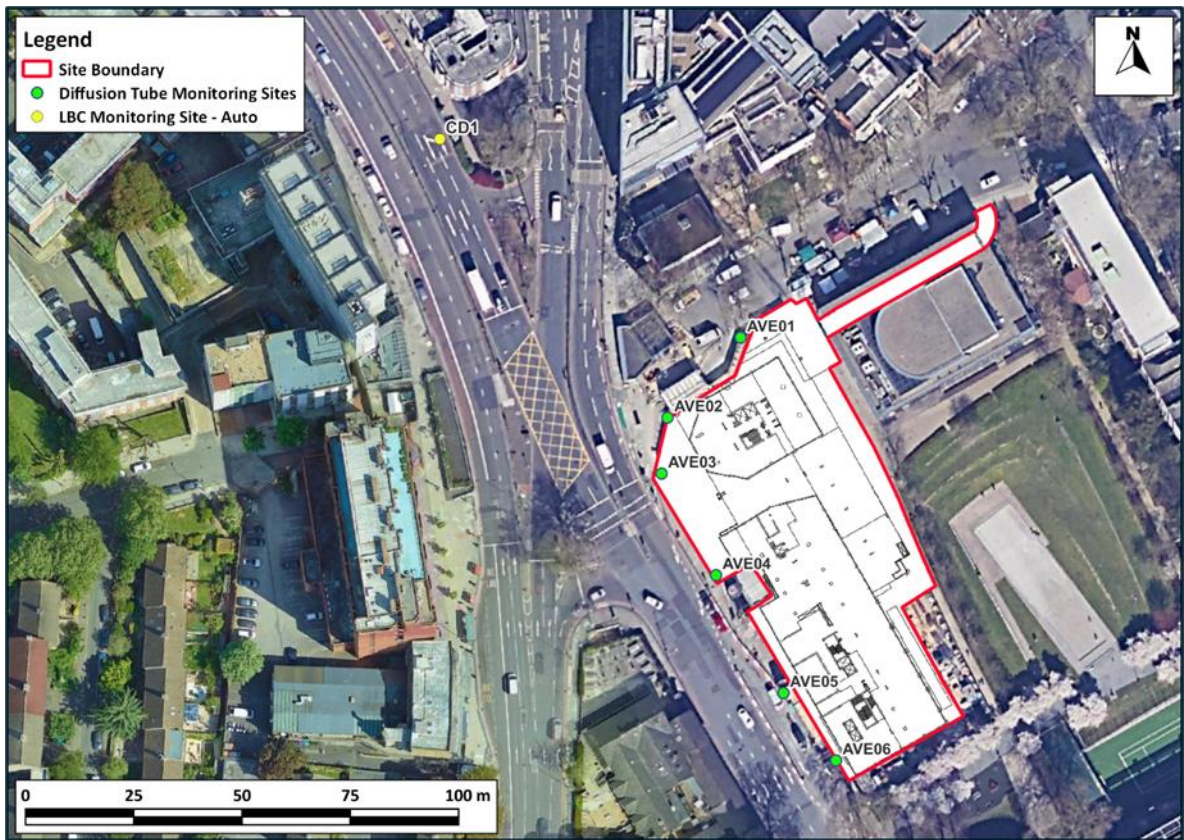 Legend
Site Boundary
Diffusion Tube Monitoring Sites
LBC Monitoring Site - Auto
N
CD1
AVE01
AVE02
AVE03
AVE04
AVE05
AVE06
0 25 50 75 100 m